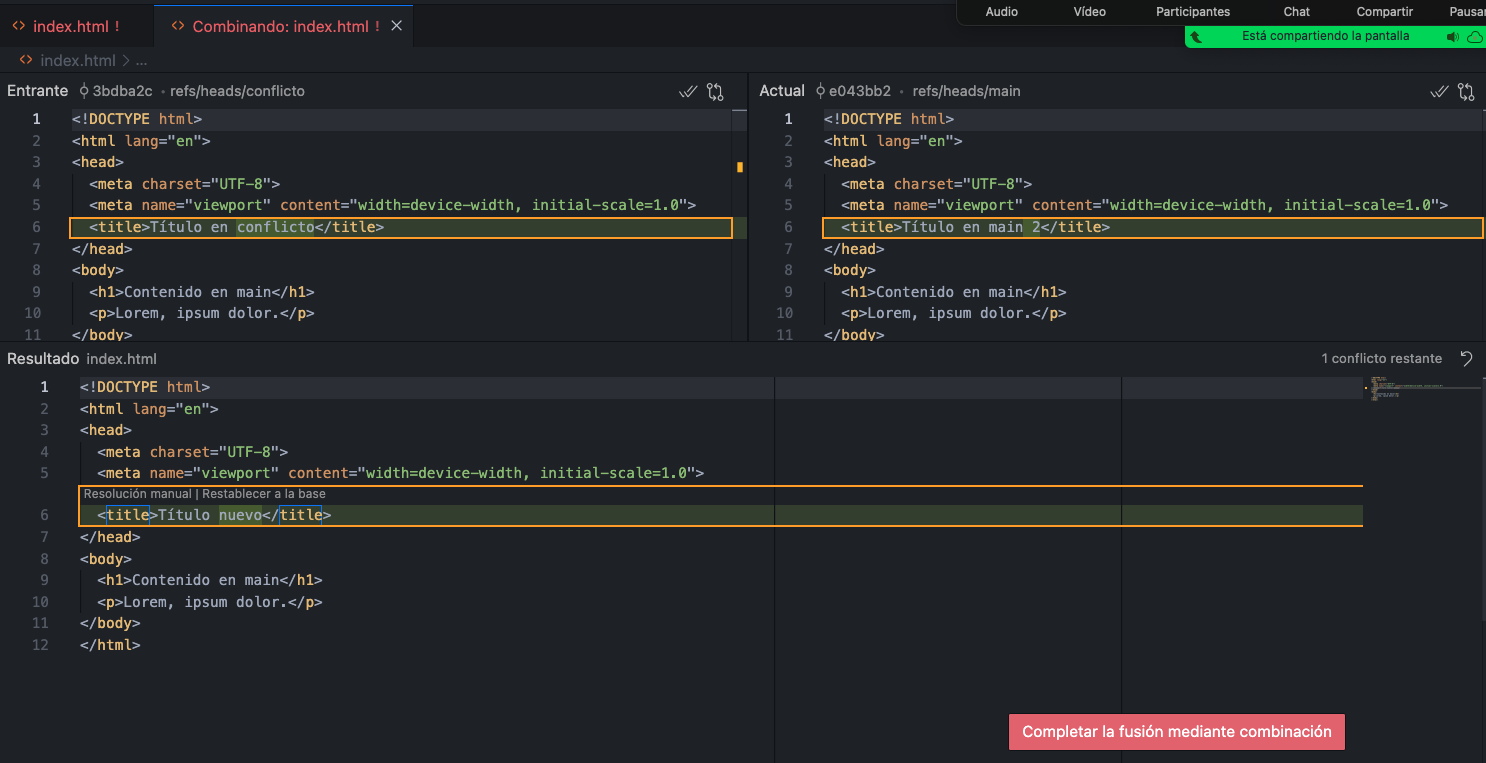 index.html !
Combinando: index.html !
Audio Vídeo Participantes Chat Compartir Pausar
Está compartiendo la pantalla
index.html > ...
Entrante 3bdba2c • refs/heads/conflicto
1 <!DOCTYPE html>
2 <html lang="en">
3 <head>
4 <meta charset="UTF-8">
5 <meta name="viewport" content="width=device-width, initial-scale=1.0">
6 <title>Título en conflicto</title>
7 </head>
8 <body>
9 <h1>Contenido en main</h1>
10 <p>Lorem, ipsum dolor.</p>
11 </body>
Actual e043bb2 • refs/heads/main
1 <!DOCTYPE html>
2 <html lang="en">
3 <head>
4 <meta charset="UTF-8">
5 <meta name="viewport" content="width=device-width, initial-scale=1.0">
6 <title>Título en main 2</title>
7 </head>
8 <body>
9 <h1>Contenido en main</h1>
10 <p>Lorem, ipsum dolor.</p>
11 </body>
Resultado index.html
1 conflicto restante
1 <!DOCTYPE html>
2 <html lang="en">
3 <head>
4 <meta charset="UTF-8">
5 <meta name="viewport" content="width=device-width, initial-scale=1.0">
Resolución manual | Restablecer a la base
6 <title>Título nuevo</title>
7 </head>
8 <body>
9 <h1>Contenido en main</h1>
10 <p>Lorem, ipsum dolor.</p>
11 </body>
12 </html>
Completar la fusión mediante combinación